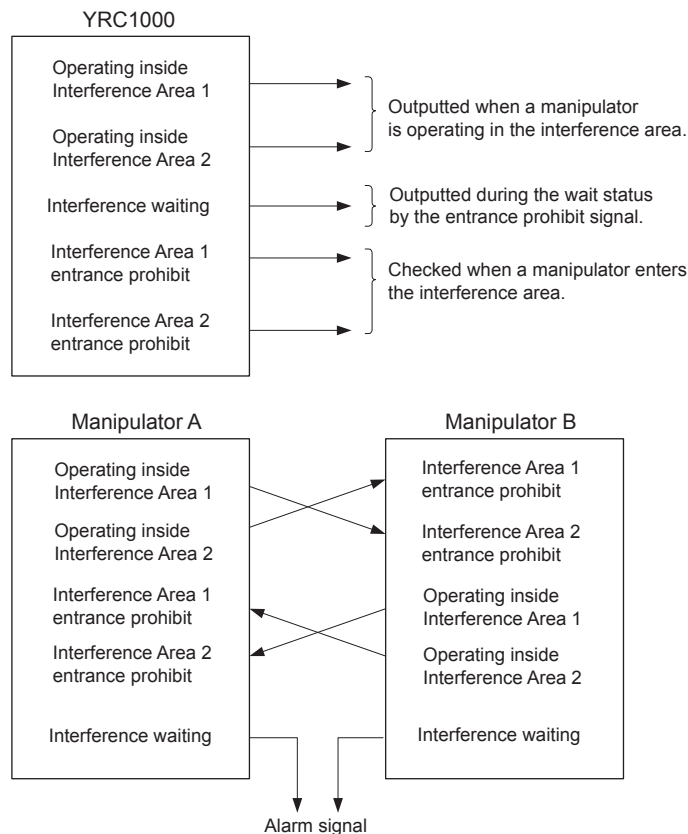 YRC1000
Operating inside
Interference Area 1
Operating inside
Interference Area 2
Interference waiting
Interference Area 1
entrance prohibit
Interference Area 2
entrance prohibit
Outputted when a manipulator
is operating in the interference area.
Outputted during the wait status
by the entrance prohibit signal.
Checked when a manipulator enters
the interference area.
Manipulator A
Operating inside
Interference Area 1
Operating inside
Interference Area 2
Interference Area 1
entrance prohibit
Interference Area 2
entrance prohibit
Interference waiting
Manipulator B
Interference Area 1
entrance prohibit
Interference Area 2
entrance prohibit
Operating inside
Interference Area 1
Operating inside
Interference Area 2
Interference waiting
Alarm signal